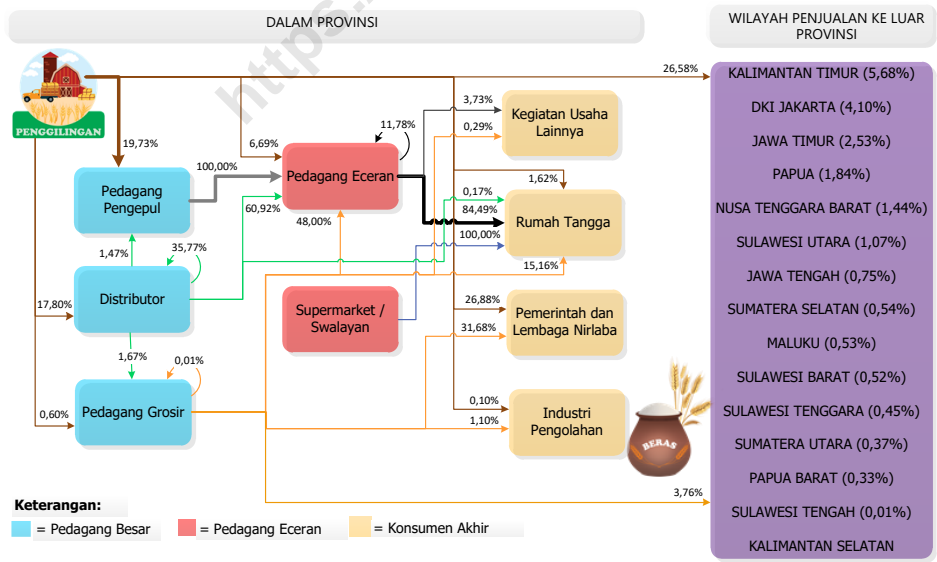 DALAM PROVINSI
WILAYAH PENJUALAN KE LUAR
PROVINSI
https.
PENGGILINGAN
26,58%
KALIMANTAN TIMUR (5,68%)
DKI JAKARTA (4,10%)
JAWA TIMUR (2,53%)
PAPUA (1,84%)
NUSA TENGGARA BARAT (1,44%)
SULAWESI UTARA (1,07%)
JAWA TENGAH (0,75%)
SUMATERA SELATAN (0,54%)
MALUKU (0,53%)
SULAWESI BARAT (0,52%)
SULAWESI TENGGARA (0,45%)
SUMATERA UTARA (0,37%)
PAPUA BARAT (0,33%)
SULAWESI TENGAH (0,01%)
KALIMANTAN SELATAN
19,73%
6,69%
11,78%
3,73%
0,29%
Kegiatan Usaha
Lainnya
100,00%
Pedagang
Pengepul
Pedagang Eceran
60,92%
48,00%
1,62%
0,17%
84,49%
100,00%
15,16%
Rumah Tangga
1,47%
35,77%
17,80%
Distributor
Supermarket /
Swalayan
26,88%
31,68%
Pemerintah dan
Lembaga Nirlaba
1,67%
0,01%
0,60%
Pedagang Grosir
0,10%
1,10%
Industri
Pengolahan
BERAS
3,76%
Keterangan:
= Pedagang Besar
= Pedagang Eceran
= Konsumen Akhir